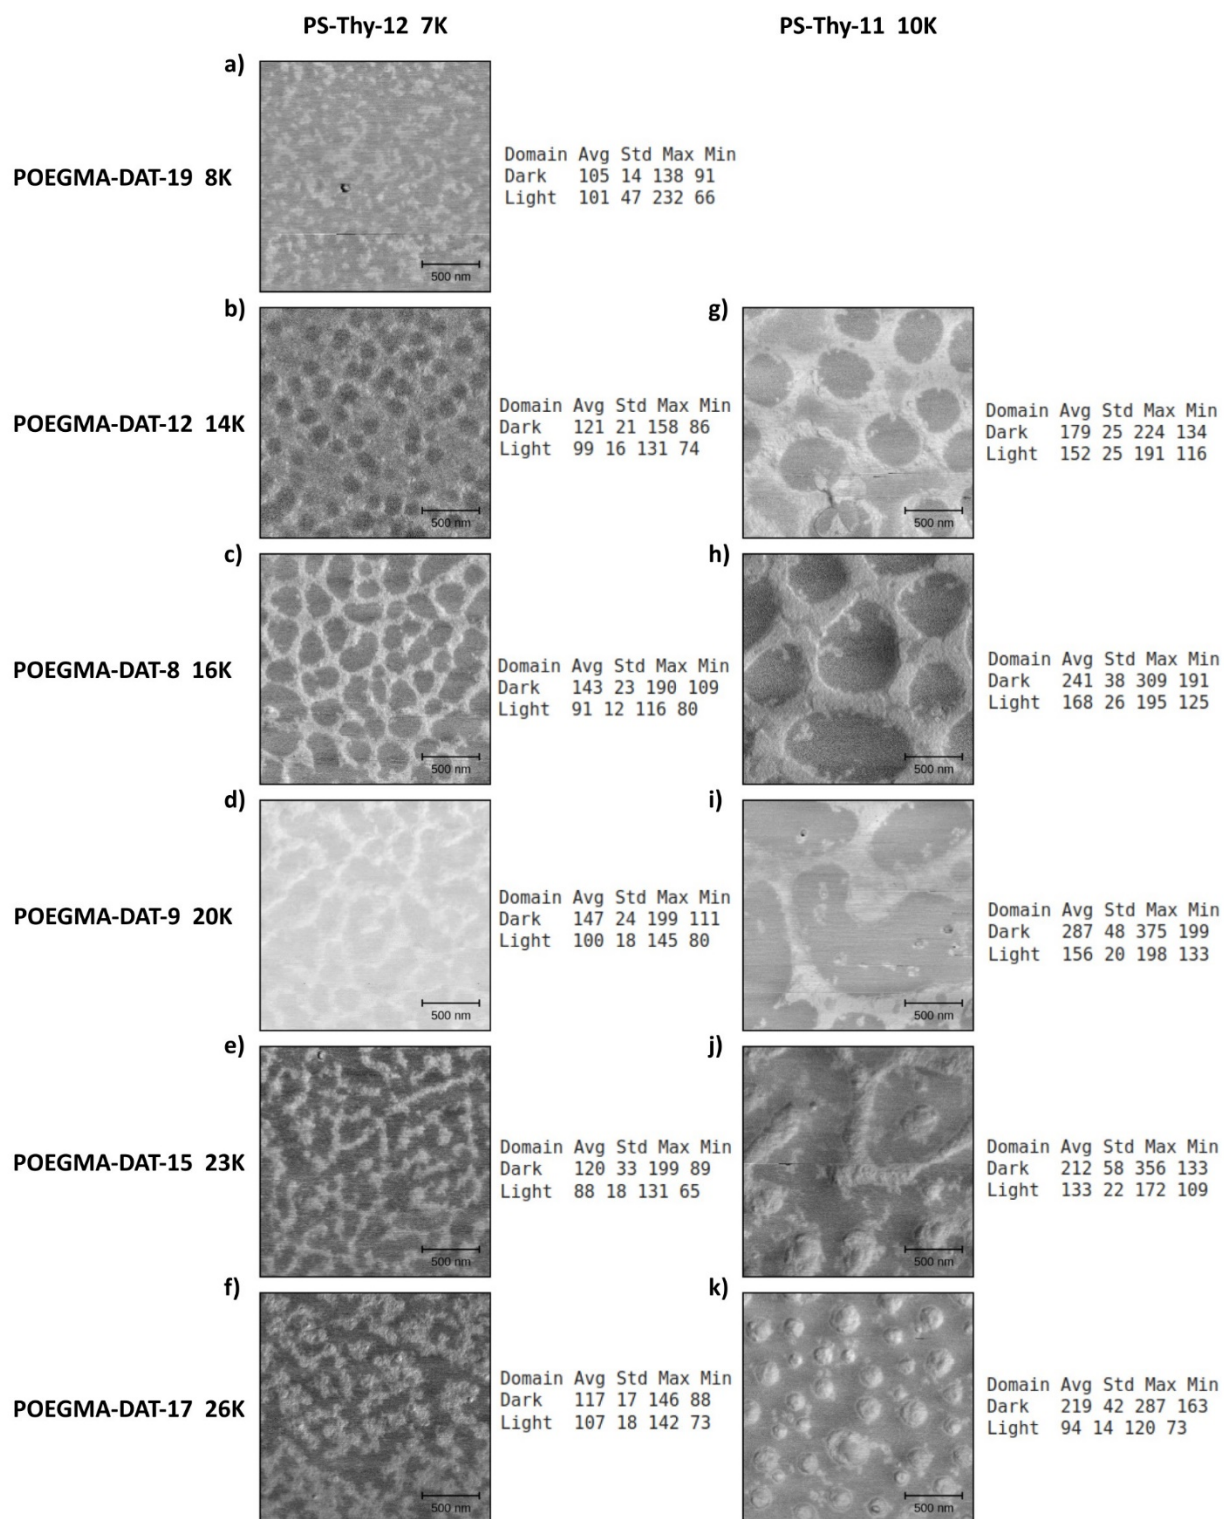 PS-Thy-12 7K
PS-Thy-11 10K
a)
POEGMA-DAT-19 8K
500 nm
Domain Avg Std Max Min
Dark 105 14 138 91
Light 101 47 232 66
b)
POEGMA-DAT-12 14K
500 nm
Domain Avg Std Max Min
Dark 121 21 158 86
Light 99 16 131 74
g)
500 nm
Domain Avg Std Max Min
Dark 179 25 224 134
Light 152 25 191 116
c)
POEGMA-DAT-8 16K
500 nm
Domain Avg Std Max Min
Dark 143 23 190 109
Light 91 12 116 80
h)
500 nm
Domain Avg Std Max Min
Dark 241 38 309 191
Light 168 26 195 125
d)
POEGMA-DAT-9 20K
500 nm
Domain Avg Std Max Min
Dark 147 24 199 111
Light 100 18 145 80
i)
500 nm
Domain Avg Std Max Min
Dark 287 48 375 199
Light 156 20 198 133
e)
POEGMA-DAT-15 23K
500 nm
Domain Avg Std Max Min
Dark 120 33 199 89
Light 88 18 131 65
j)
500 nm
Domain Avg Std Max Min
Dark 212 58 356 133
Light 133 22 172 109
f)
POEGMA-DAT-17 26K
500 nm
Domain Avg Std Max Min
Dark 117 17 146 88
Light 107 18 142 73
k)
500 nm
Domain Avg Std Max Min
Dark 219 42 287 163
Light 94 14 120 73